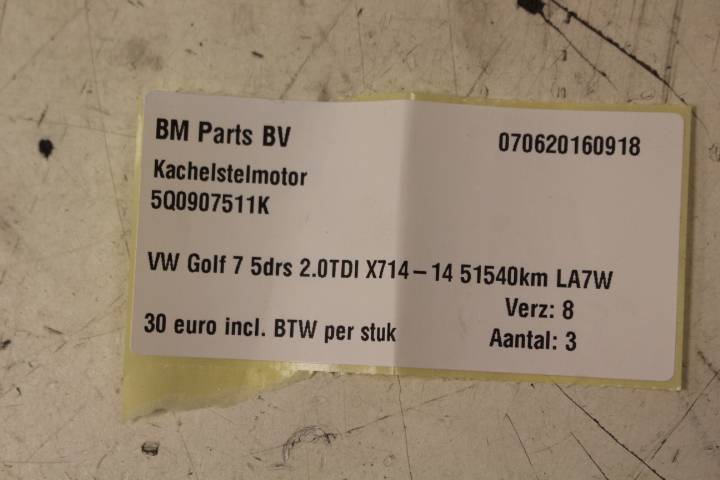 BM Parts BV 070620160918
Kachelstelmotor
5Q0907511K
VW Golf 7 5drs 2.0TDI X714-14 51540km LA7W
Verz: 8
30 euro incl. BTW per stuk Aantal: 3